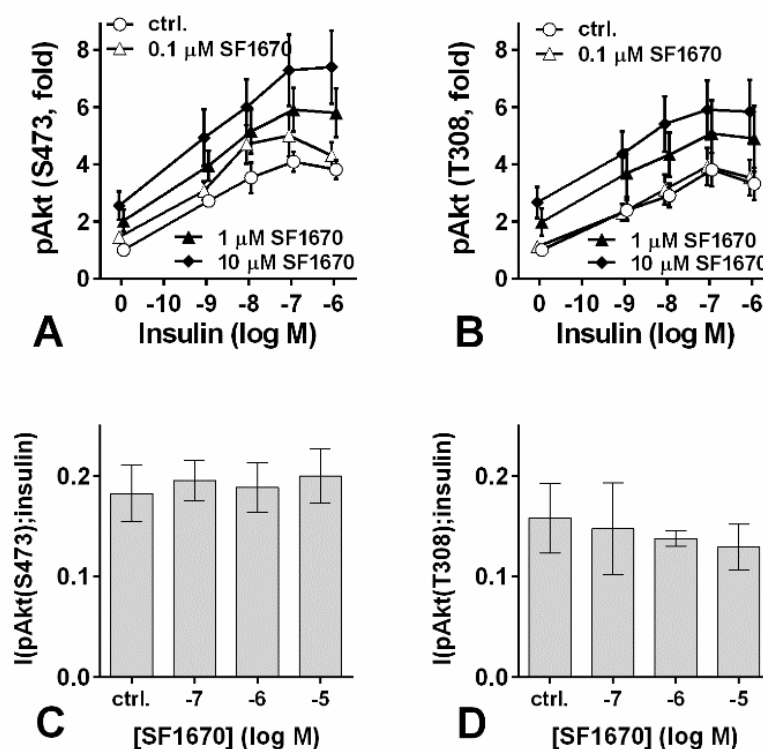 ctrl.
0.1 μM SF1670
8
6
4
2
0
pAkt (S473, fold)
1 μM SF1670
10 μM SF1670
0 -10 -9 -8 -7 -6
Insulin (log M)
A
ctrl.
0.1 μM SF1670
8
6
4
2
0
pAkt (T308, fold)
1 μM SF1670
10 μM SF1670
0 -10 -9 -8 -7 -6
Insulin (log M)
B
I(pAkt(S473);insulin)
0.2
0.1
0.0
ctrl. -7 -6 -5
[SF1670] (log M)
C
I(pAkt(T308);insulin)
0.2
0.1
0.0
ctrl. -7 -6 -5
[SF1670] (log M)
D